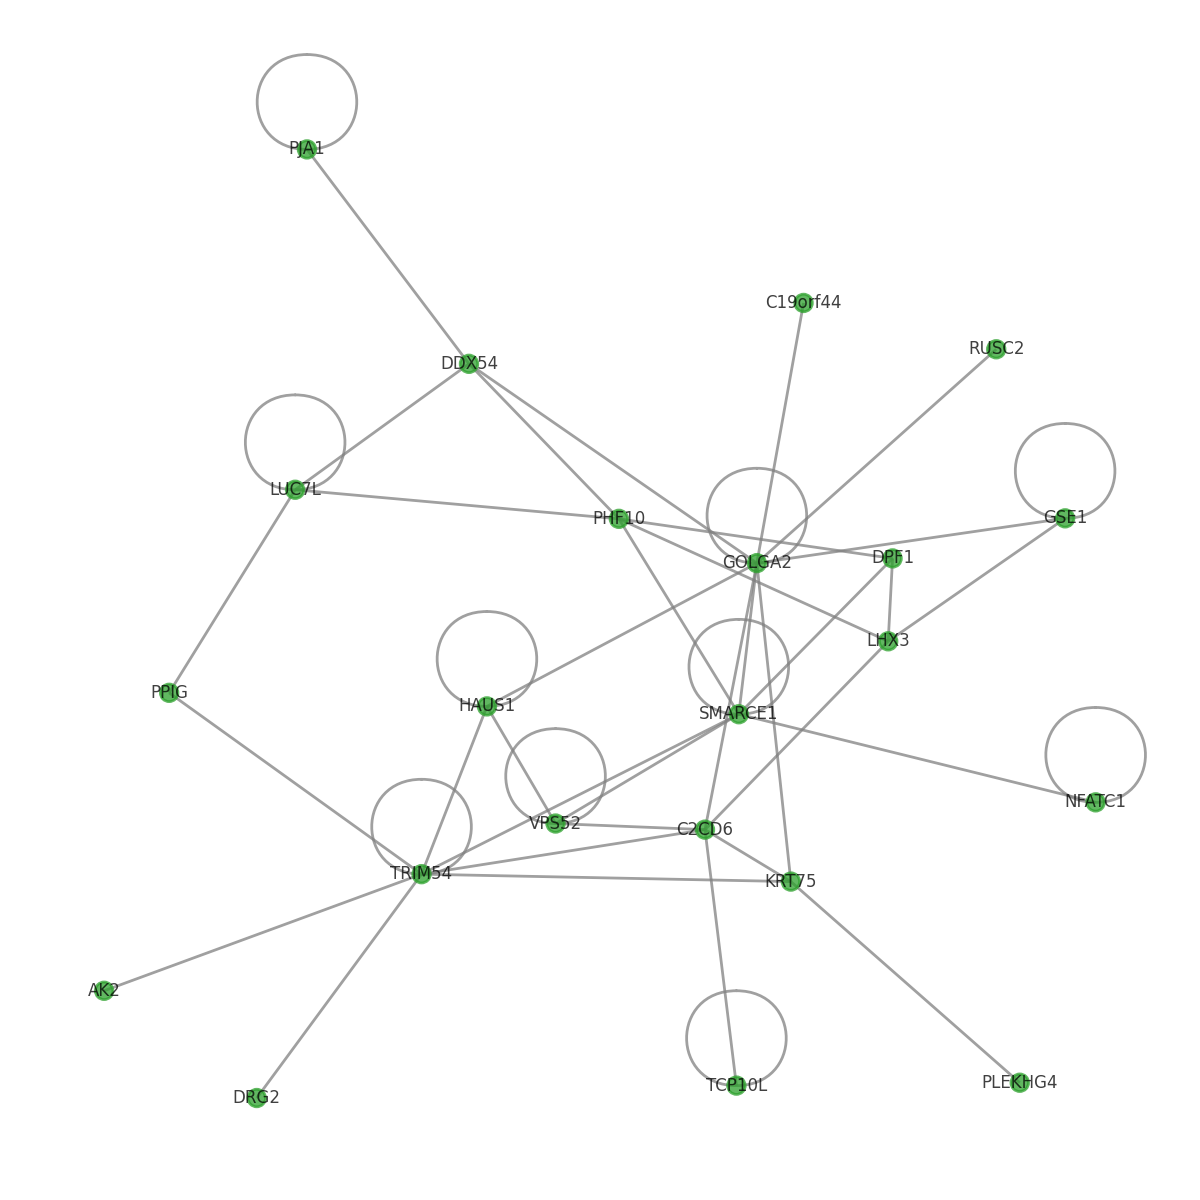 PJA1
C19orf44
RUSC2
DDX54
LUC7L
PHF10
GSE1
GOLGA2
DPF1
LHX3
PPIG
HAUS1
SMARCE1
NFATC1
VPS52
C2CD6
TRIM54
KRT75
AK2
DRG2
TCP10L
PLEKHG4